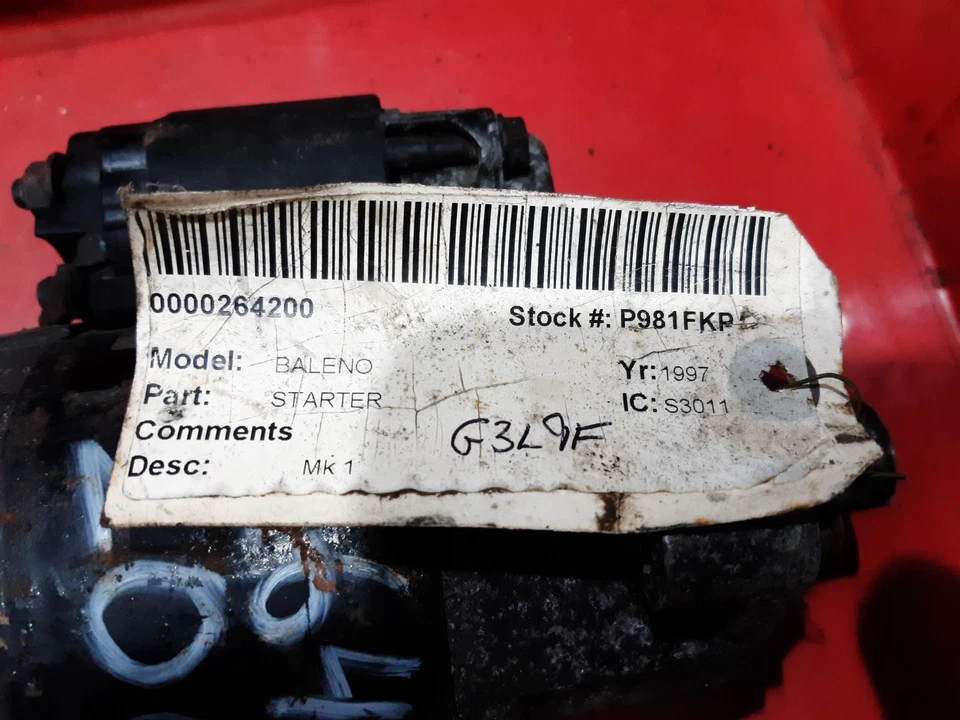 0000264200 Stock #: P981FKP
Model: BALENO Yr: 1997
Part: STARTER IC: S3011
Comments G3L9F
Desc: Mk 1